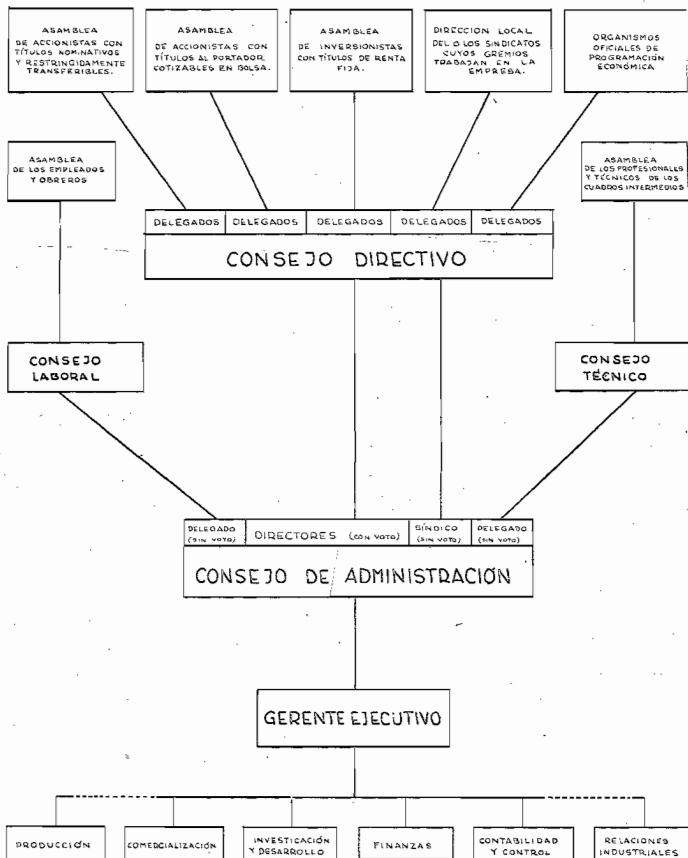 ASAMBLEA
DE ACCIONISTAS CON
TÍTULOS NOMINATIVOS
Y RESTRINGIDAMENTE
TRANSFERIBLES.
ASAMBLEA
DE ACCIONISTAS CON
TÍTULOS AL PORTADOR
COTIZABLES EN BOLSA.
ASAMBLEA
DE INVERSIONISTAS
CON TÍTULOS DE RENTA
FIJA.
DIRECCION LOCAL
DEL O LOS SINDICATOS
CUYOS GREMIOS
TRABAJAN EN LA
EMPRESA.
ORGANISMOS
OFICIALES DE
PROGRAMACIÓN
ECONÓMICA
ASAMBLEA
DE LOS EMPLEADOS
Y OBREROS
ASAMBLEA
DE LOS PROFESIONALES
Y TÉCNICOS DE LOS
CUADROS INTERMEDIOS
DELEGADOS DELEGADOS DELEGADOS DELEGADOS DELEGADOS
CONSEJO DIRECTIVO
CONSEJO
LABORAL
CONSEJO
TÉCNICO
DELEGADO
(SIN VOTO)
DIRECTORES (CON VOTO)
SÍNDICO
(SIN VOTO)
DELEGADO
(SIN VOTO)
CONSEJO DE ADMINISTRACIÓN
GERENTE EJECUTIVO
PRODUCCIÓN
COMERCIALIZACIÓN
INVESTIGACIÓN
Y DESARROLLO
FINANZAS
CONTABILIDAD
Y CONTROL
RELACIONES
INDUSTRIALES